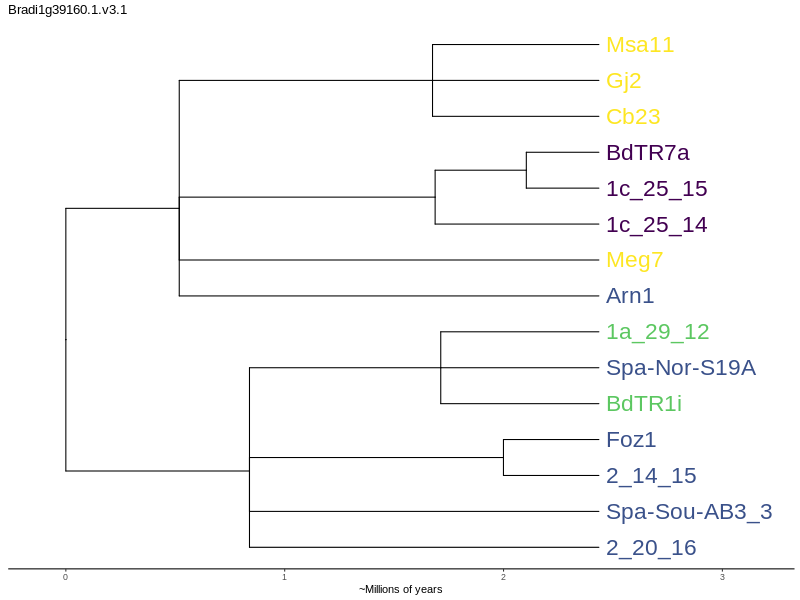 Bradi1g39160.1.v3.1
Msa11
Gj2
Cb23
BdTR7a
1c_25_15
1c_25_14
Meg7
Arn1
1a_29_12
Spa-Nor-S19A
BdTR1i
Foz1
2_14_15
Spa-Sou-AB3_3
2_20_16
0 1 2 3
~Millions of years